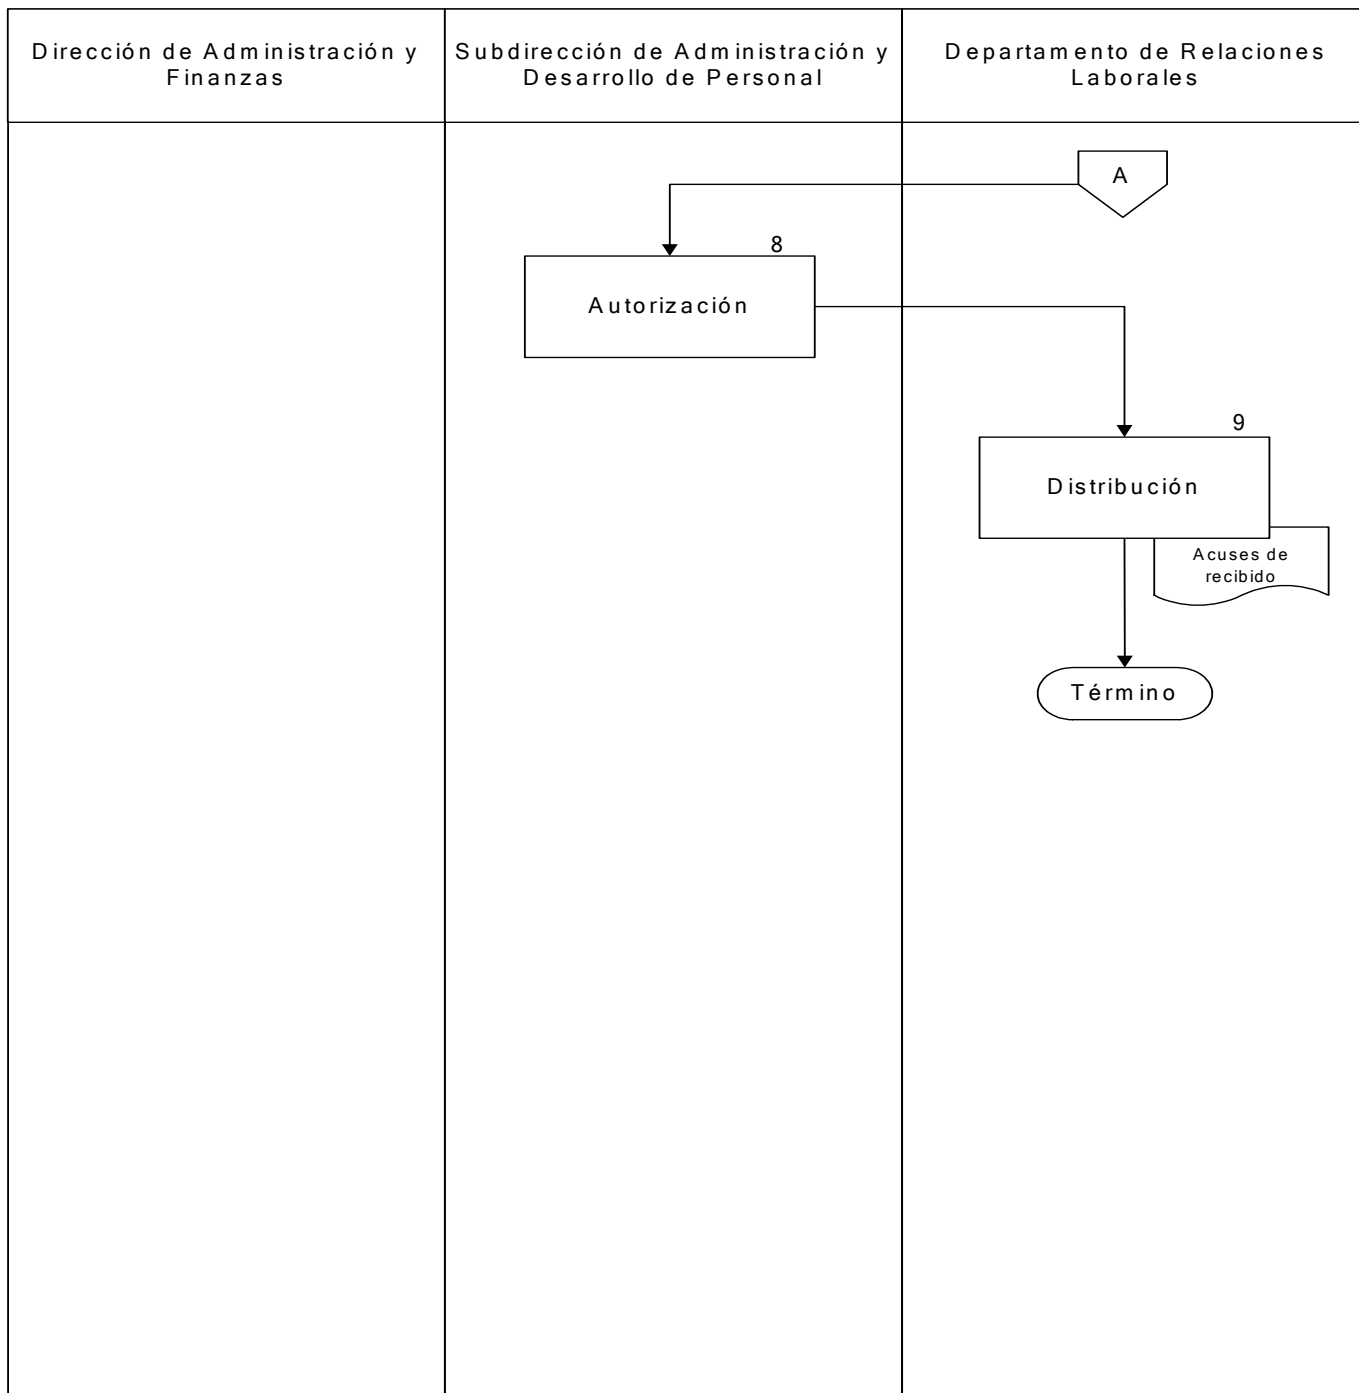 Dirección de Administración y
Finanzas
Subdirección de Administración y
Desarrollo de Personal
Departamento de Relaciones
Laborales
A
8
Autorización
9
Distribución
Acuses de
recibido
Término